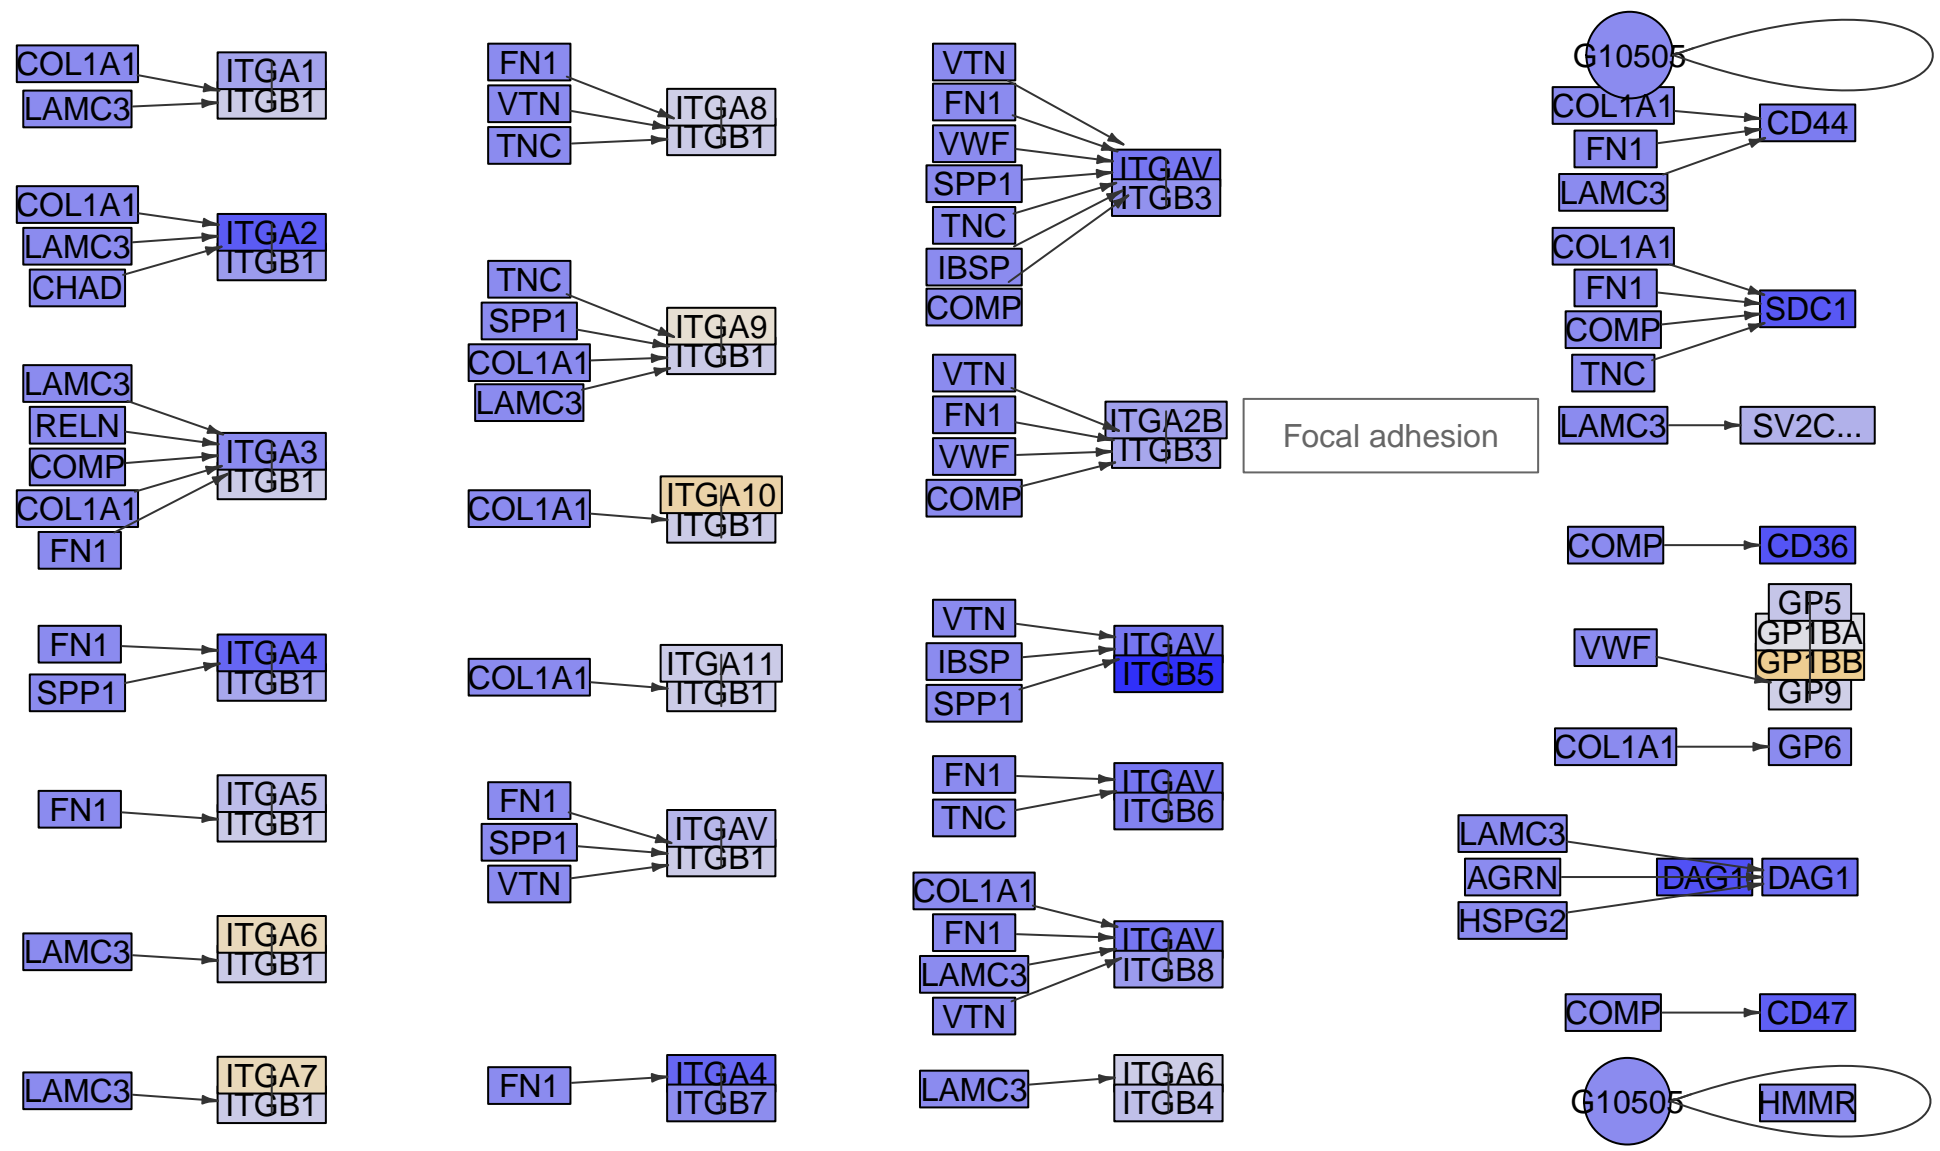 COL1A1
LAMC3
ITGA1
ITGB1
COL1A1
LAMC3
CHAD
ITGA2
ITGB1
LAMC3
RELN
COMP
COL1A1
FN1
ITGA3
ITGB1
FN1
SPP1
ITGA4
ITGB1
FN1
ITGA5
ITGB1
LAMC3
ITGA6
ITGB1
LAMC3
ITGA7
ITGB1
FN1
VTN
TNC
ITGA8
ITGB1
TNC
SPP1
COL1A1
LAMC3
ITGA9
ITGB1
COL1A1
ITGA10
ITGB1
COL1A1
ITGA11
ITGB1
FN1
SPP1
VTN
ITGAV
ITGB1
FN1
ITGA4
ITGB7
VTN
FN1
VWF
SPP1
TNC
IBSP
COMP
ITGAV
ITGB3
VTN
FN1
VWF
COMP
ITGA2B
ITGB3
Focal adhesion
VTN
IBSP
SPP1
ITGAV
ITGB5
FN1
TNC
ITGAV
ITGB6
COL1A1
FN1
LAMC3
VTN
ITGAV
ITGB8
LAMC3
ITGA6
ITGB4
G10505
COL1A1
FN1
LAMC3
CD44
COL1A1
FN1
COMP
TNC
SDC1
LAMC3
SV2C...
COMP
CD36
VWF
GP5
GP1BA
GP1BB
GP9
COL1A1
GP6
LAMC3
AGRN
HSPG2
DAG1
DAG1
COMP
CD47
G10505
HMMR